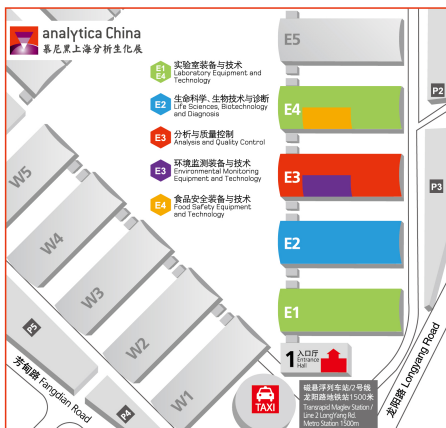 analytica China
慕尼黑上海分析生化展
E1
E4
实验室装备与技术
Laboratory Equipment and
Technology
E2
生命科学、生物技术与诊断
Life Sciences, Biotechnology
and Diagnosis
E3
分析与质量控制
Analysis and Quality Control
E3
环境监测装备与技术
Environmental Monitoring
Equipment and Technology
E4
食品安全装备与技术
Food Safety Equipment
and Technology
E5
E4
E3
E2
E1
W5
W4
W3
W2
W1
P2
P3
P4
芳甸路 Fangdian Road
龙阳路 Longyang Road
1 入口厅
Entrance
Hall
TAXI
磁悬浮列车站/2号线
龙阳路地铁站1500米
Transrapid Maglev Station /
Line 2 LongYang Rd.
Metro Station 1500m